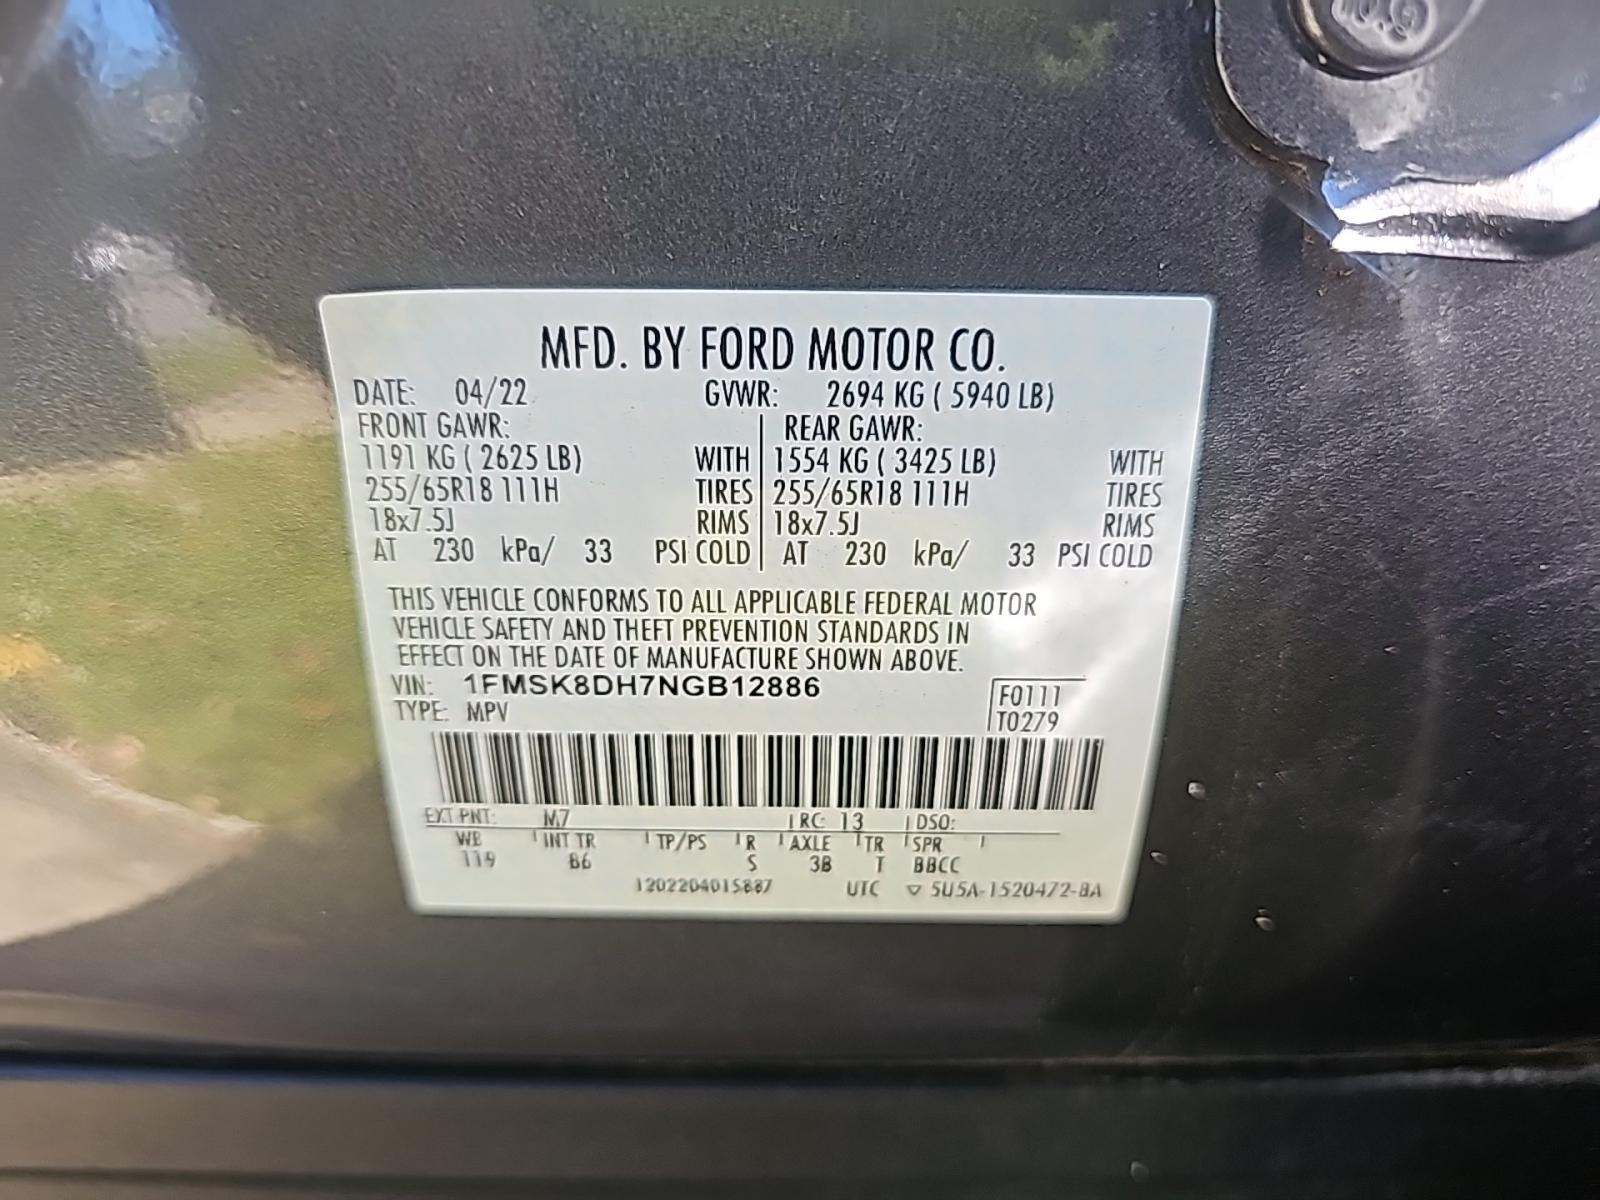 MFD. BY FORD MOTOR CO.
DATE: 04/22 GVWR: 2694 KG ( 5940 LB)
FRONT GAWR: REAR GAWR:
1191 KG ( 2625 LB) WITH 1554 KG ( 3425 LB) WITH
255/65R18 111H TIRES 255/65R18 111H TIRES
18x7.5J RIMS 18x7.5J RIMS
AT 230 kPa/ 33 PSI COLD AT 230 kPa/ 33 PSI COLD
THIS VEHICLE CONFORMS TO ALL APPLICABLE FEDERAL MOTOR
VEHICLE SAFETY AND THEFT PREVENTION STANDARDS IN
EFFECT ON THE DATE OF MANUFACTURE SHOWN ABOVE.
VIN: 1FMSK8DH7NGB12886
TYPE: MPV
F0111
T0279
EXT PNT: M7 RC: 13 DSO:
WB INT TR TP/PS R AXLE TR SPR
119 B6 S 3B T BBCC
1202204015887 UTC ▽ 5U5A-1520472-BA